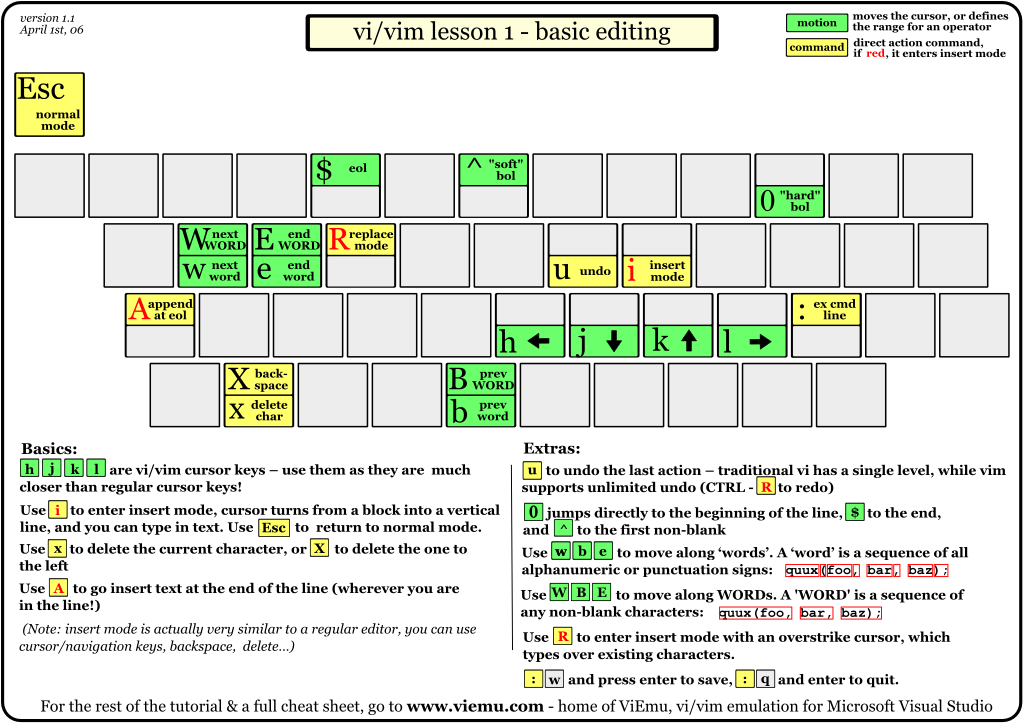 version 1.1
April 1st, 06
vi/vim lesson 1 - basic editing
motion
moves the cursor, or defines
the range for an operator
command
direct action command,
if red, it enters insert mode
Esc
normal
mode
$ eol
^ "soft"
bol
0 "hard"
bol
W next
WORD
w next
word
E end
WORD
e end
word
R replace
mode
u undo
i insert
mode
A append
at eol
h
j
k
l
: ex cmd
line
X back-
space
x delete
char
B prev
WORD
b prev
word
Basics:
h j k l are vi/vim cursor keys – use them as they are much
closer than regular cursor keys!
Use i to enter insert mode, cursor turns from a block into a vertical
line, and you can type in text. Use Esc to return to normal mode.
Use x to delete the current character, or X to delete the one to
the left
Use A to go insert text at the end of the line (wherever you are
in the line!)
(Note: insert mode is actually very similar to a regular editor, you can use
cursor/navigation keys, backspace, delete...)
Extras:
u to undo the last action – traditional vi has a single level, while vim
supports unlimited undo (CTRL - R to redo)
0 jumps directly to the beginning of the line, $ to the end,
and ^ to the first non-blank
Use w b e to move along ‘words’. A ‘word’ is a sequence of all
alphanumeric or punctuation signs: quux(foo, bar, baz);
Use W B E to move along WORDs. A 'WORD' is a sequence of
any non-blank characters: quux(foo, bar, baz);
Use R to enter insert mode with an overstrike cursor, which
types over existing characters.
: w and press enter to save, : q and enter to quit.
For the rest of the tutorial & a full cheat sheet, go to www.viemu.com - home of ViEmu, vi/vim emulation for Microsoft Visual Studio